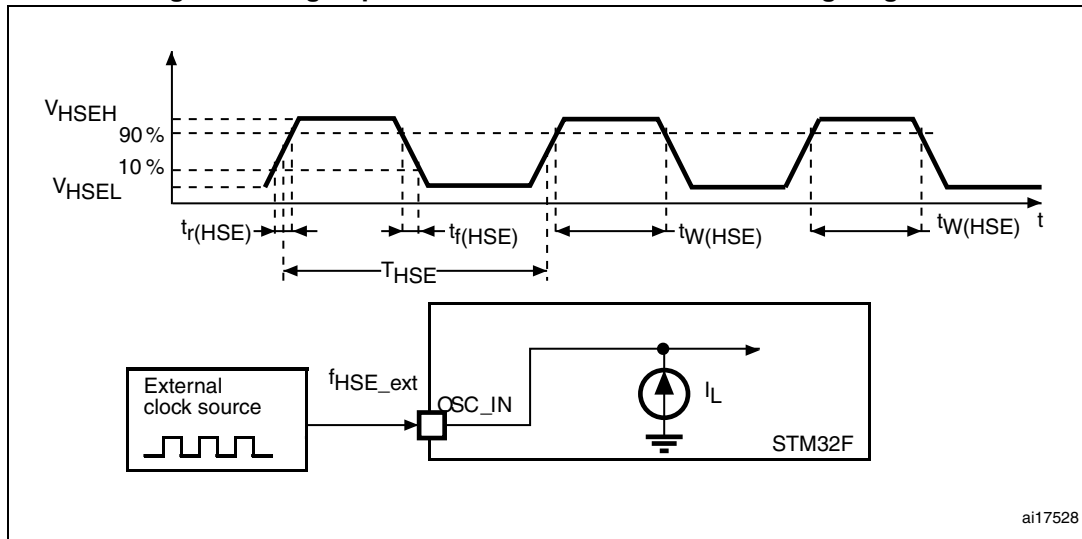 VHSEH
90 %
10 %
VHSEL
tr(HSE)
tf(HSE)
tW(HSE)
tW(HSE)
t
THSE
External
clock source
fHSE_ext
OSC_IN
IL
STM32F
ai17528